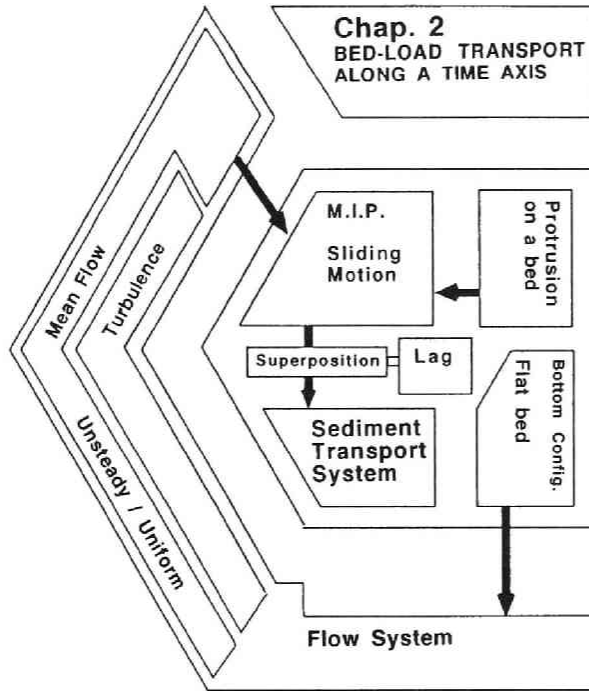 Chap. 2
BED-LOAD TRANSPORT
ALONG A TIME AXIS
Mean Flow
Turbulence
Unsteady / Uniform
M.I.P.
Sliding
Motion
Protrusion
on a bed
Superposition
Lag
Sediment
Transport
System
Bottom Config.
Flat bed
Flow System